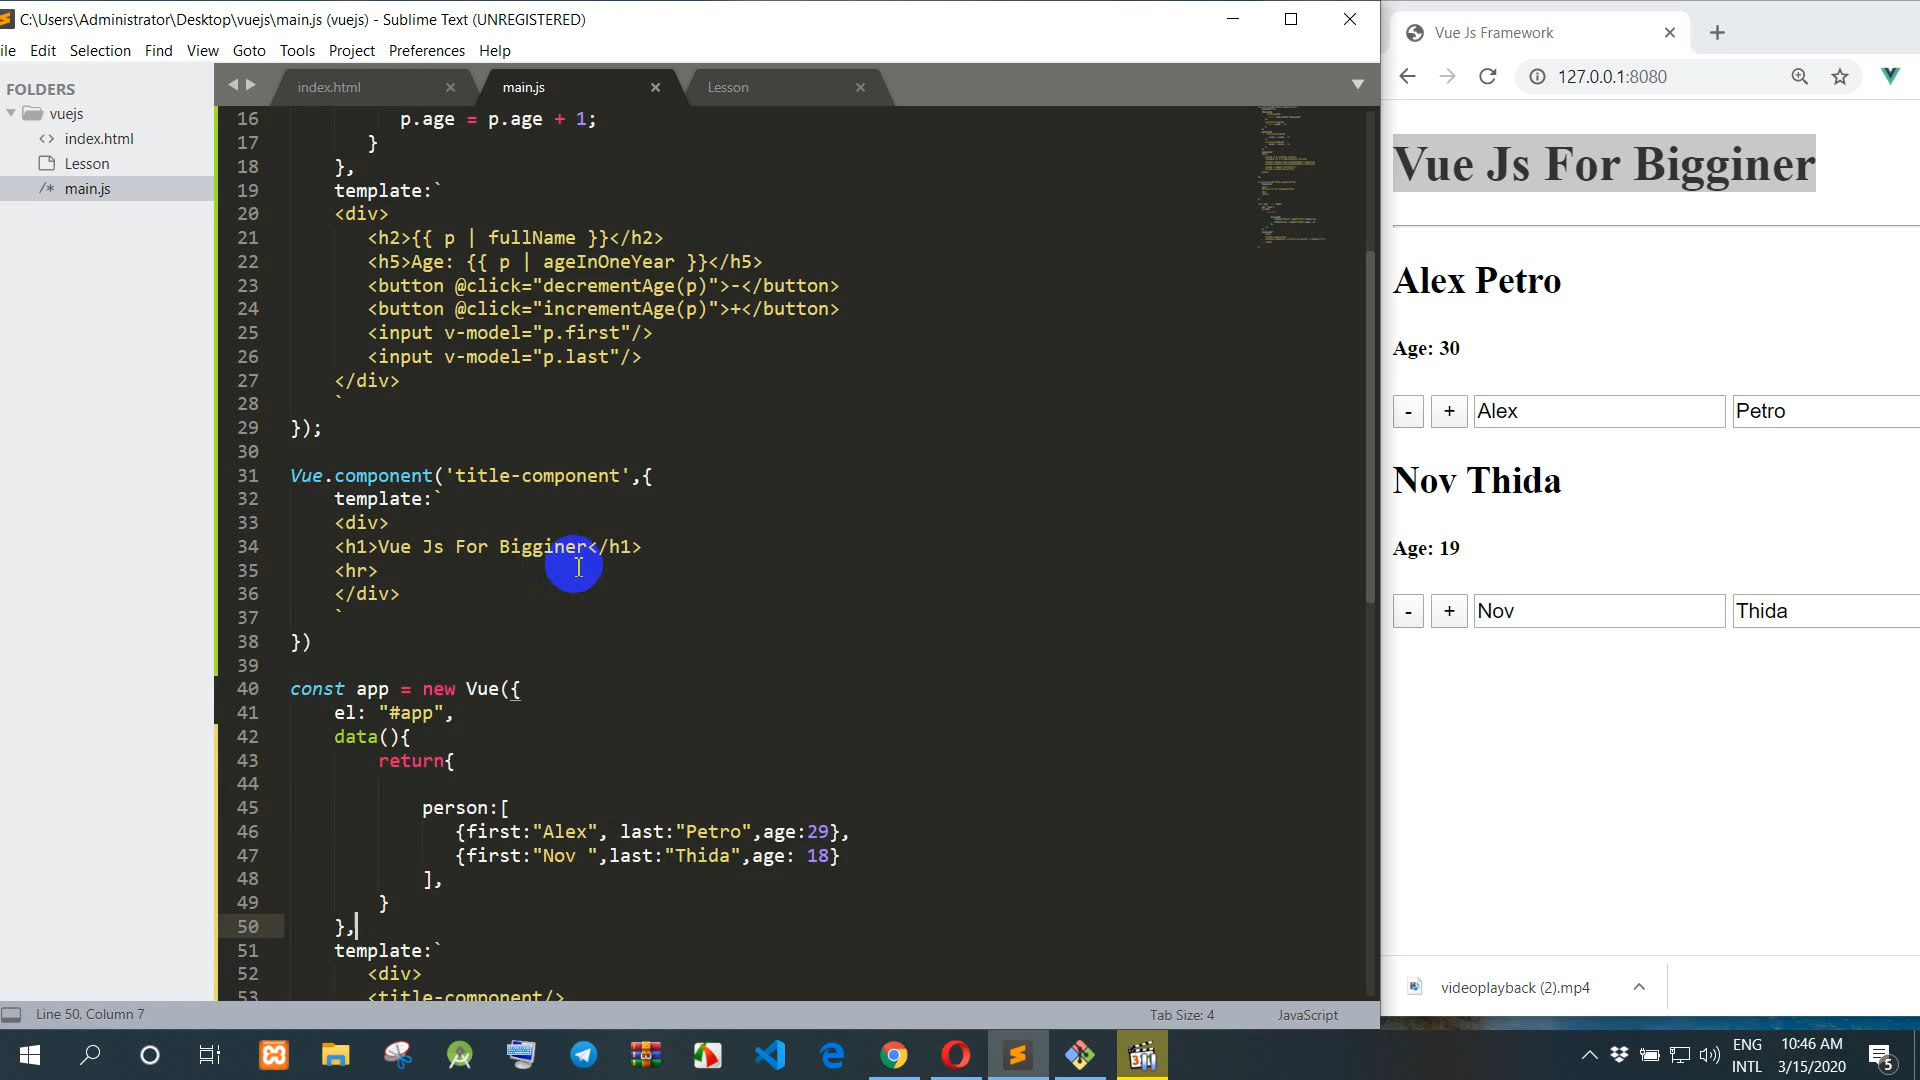 C:\Users\Administrator\Desktop\vuejs\main.js (vuejs) - Sublime Text (UNREGISTERED)
ile Edit Selection Find View Goto Tools Project Preferences Help
FOLDERS
vuejs
<> index.html
Lesson
/* main.js
index.html
main.js
Lesson
16 p.age = p.age + 1;
17 }
18 },
19 template:`
20 <div>
21 <h2>{{ p | fullName }}</h2>
22 <h5>Age: {{ p | ageInOneYear }}</h5>
23 <button @click="decrementAge(p)">-</button>
24 <button @click="incrementAge(p)">+</button>
25 <input v-model="p.first"/>
26 <input v-model="p.last"/>
27 </div>
28 `
29 });
30
31 Vue.component('title-component',{
32 template:`
33 <div>
34 <h1>Vue Js For Bigginer</h1>
35 <hr>
36 </div>
37 `
38 })
39
40 const app = new Vue({
41 el: "#app",
42 data(){
43 return{
44
45 person:[
46 {first:"Alex", last:"Petro",age:29},
47 {first:"Nov ",last:"Thida",age: 18}
48 ],
49 }
50 },
51 template:`
52 <div>
53 <title-component/>
Line 50, Column 7
Tab Size: 4
JavaScript
Vue Js Framework
127.0.0.1:8080
Vue Js For Bigginer
Alex Petro
Age: 30
- + Alex Petro
Nov Thida
Age: 19
- + Nov Thida
videoplayback (2).mp4
ENG
INTL
10:46 AM
3/15/2020
5